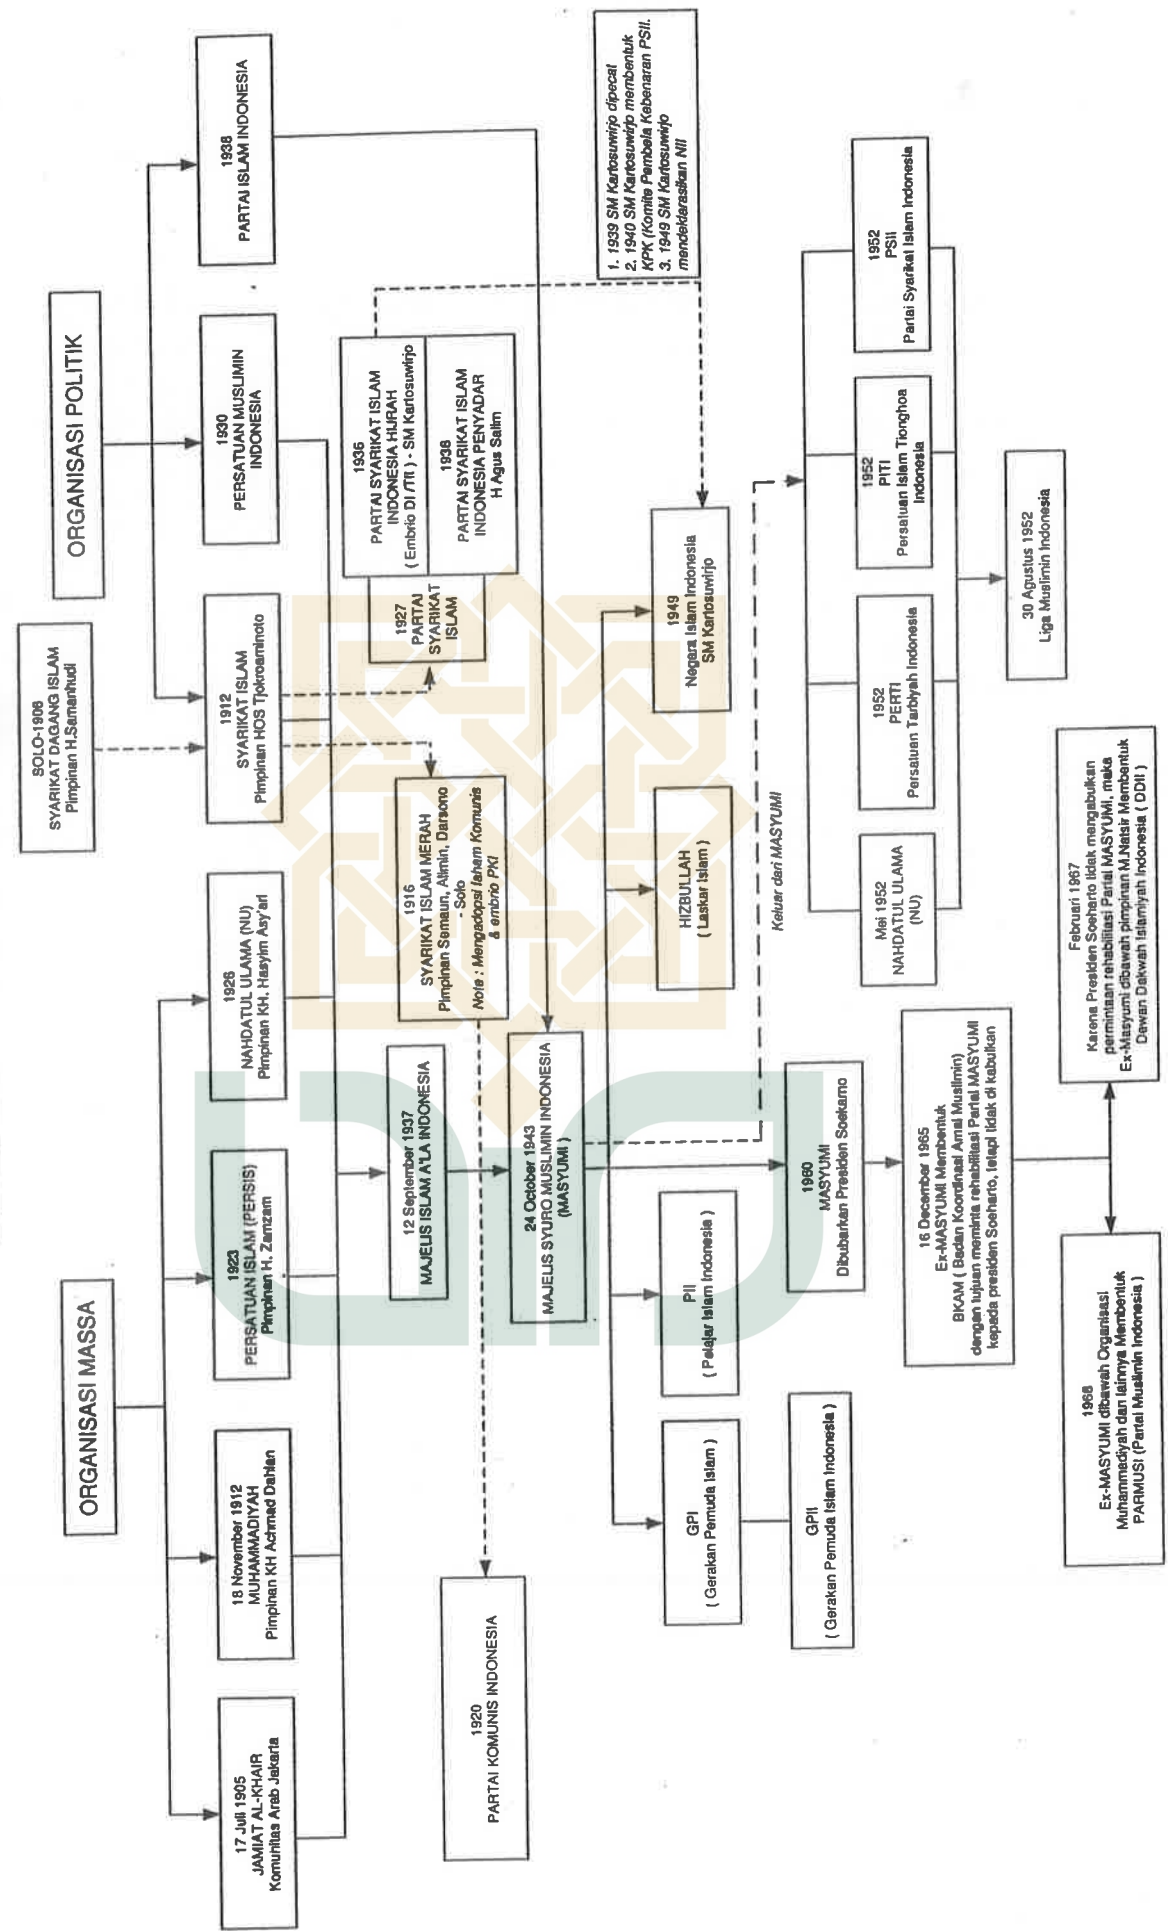 ORGANISASI MASSA
SOLO-1906
SYARIKAT DAGANG ISLAM
Pimpinan H.Samanhudi
ORGANISASI POLITIK
17 Juli 1905
JAMIAT AL-KHAIR
Komunitas Arab Jakarta
18 November 1912
MUHAMMADIYAH
Pimpinan KH Achmad Dahlan
1923
PERSATUAN ISLAM (PERSIS)
Pimpinan H. Zamzam
1926
NAHDATUL ULAMA (NU)
Pimpinan KH. Hasyim Asy'ari
1912
SYARIKAT ISLAM
Pimpinan HOS Tjokroaminoto
1930
PERSATUAN MUSLIMIN
INDONESIA
1938
PARTAI ISLAM INDONESIA
12 September 1937
MAJELIS ISLAM A'LA INDONESIA
1916
SYARIKAT ISLAM MERAH
Pimpinan Semaun, Alimin, Darsono
- Solo
Note : Mengadopsi faham Komunis
& embrio PKI
1927
PARTAI
SYARIKAT
ISLAM
1936
PARTAI SYARIKAT ISLAM
INDONESIA HIJRAH
( Embrio DI /TII ) - SM Kartosuwirjo
1938
PARTAI SYARIKAT ISLAM
INDONESIA PENYADAR
H Agus Salim
1920
PARTAI KOMUNIS INDONESIA
24 October 1943
MAJELIS SYURO MUSLIMIN INDONESIA
(MASYUMI )
1. 1939 SM Kartosuwirjo dipecat
2. 1940 SM Kartosuwirjo membentuk
KPK (Komite Pembela Kebenaran PSII.
3. 1949 SM Kartosuwirjo
mendeklarasikan NII
GPI
( Gerakan Pemuda Islam )
PII
( Pelajar Islam Indonesia )
HIZBULLAH
( Laskar Islam )
1949
Negara Islam Indonesia
SM Kartosuwirjo
Keluar dari MASYUMI
GPII
( Gerakan Pemuda Islam Indonesia )
1960
MASYUMI
Dibubarkan Presiden Soekarno
Mei 1952
NAHDATUL ULAMA
(NU)
1952
PERTI
Persatuan Tarbiyah Indonesia
1952
PITI
Persatuan Islam Tionghoa
Indonesia
1952
PSII
Partai Syarikat Islam Indonesia
16 December 1965
Ex-MASYUMI Membentuk
BKAM ( Badan Koordinasi Amal Muslimin)
dengan tujuan meminta rehabilitasi Partai MASYUMI
kepada presiden Soeharto, tetapi tidak di kabulkan
30 Agustus 1952
Liga Muslimin Indonesia
1968
Ex-MASYUMI dibawah Organisasi
Muhammadiyah dan lainnya Membentuk
PARMUSI (Partai Muslimin Indonesia )
Februari 1967
Karena Presiden Soeharto tidak mengabulkan
permintaan rehabilitasi Partai MASYUMI, maka
Ex-Masyumi dibawah pimpinan M.Natsir Membentuk
Dewan Dakwah Islamiyah Indonesia ( DDII )